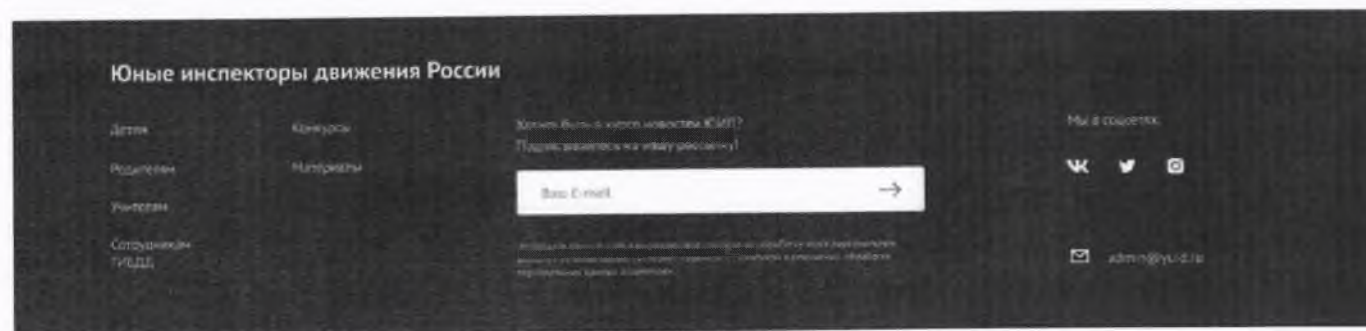 Юные инспекторы движения России
Детям
Родителям
Учителям
Сотрудникам
ГИБДД
Конкурсы
Материалы
Хотите быть в курсе новостей ЮИД?
Подписывайтесь на нашу рассылку!
Ваш E-mail
Мы в соцсетях:
admin@yuid.ru